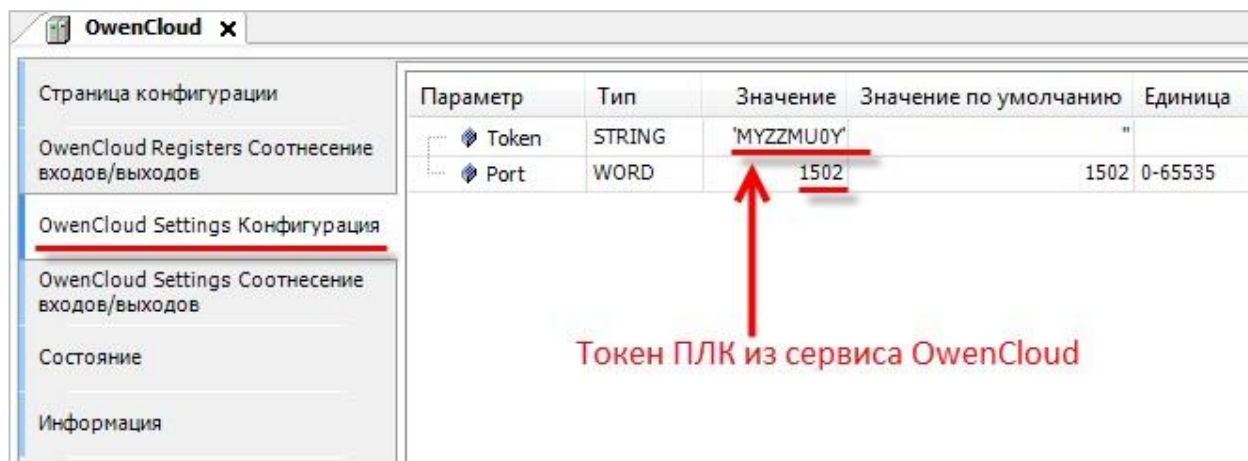 OwenCloud X
Страница конфигурации
OwenCloud Registers Соотнесение
входов/выходов
OwenCloud Settings Конфигурация
OwenCloud Settings Соотнесение
входов/выходов
Состояние
Информация
Параметр Тип Значение Значение по умолчанию Единица
Token STRING 'MYZZMU0Y' ''
Port WORD 1502 1502 0-65535
Токен ПЛК из сервиса OwenCloud